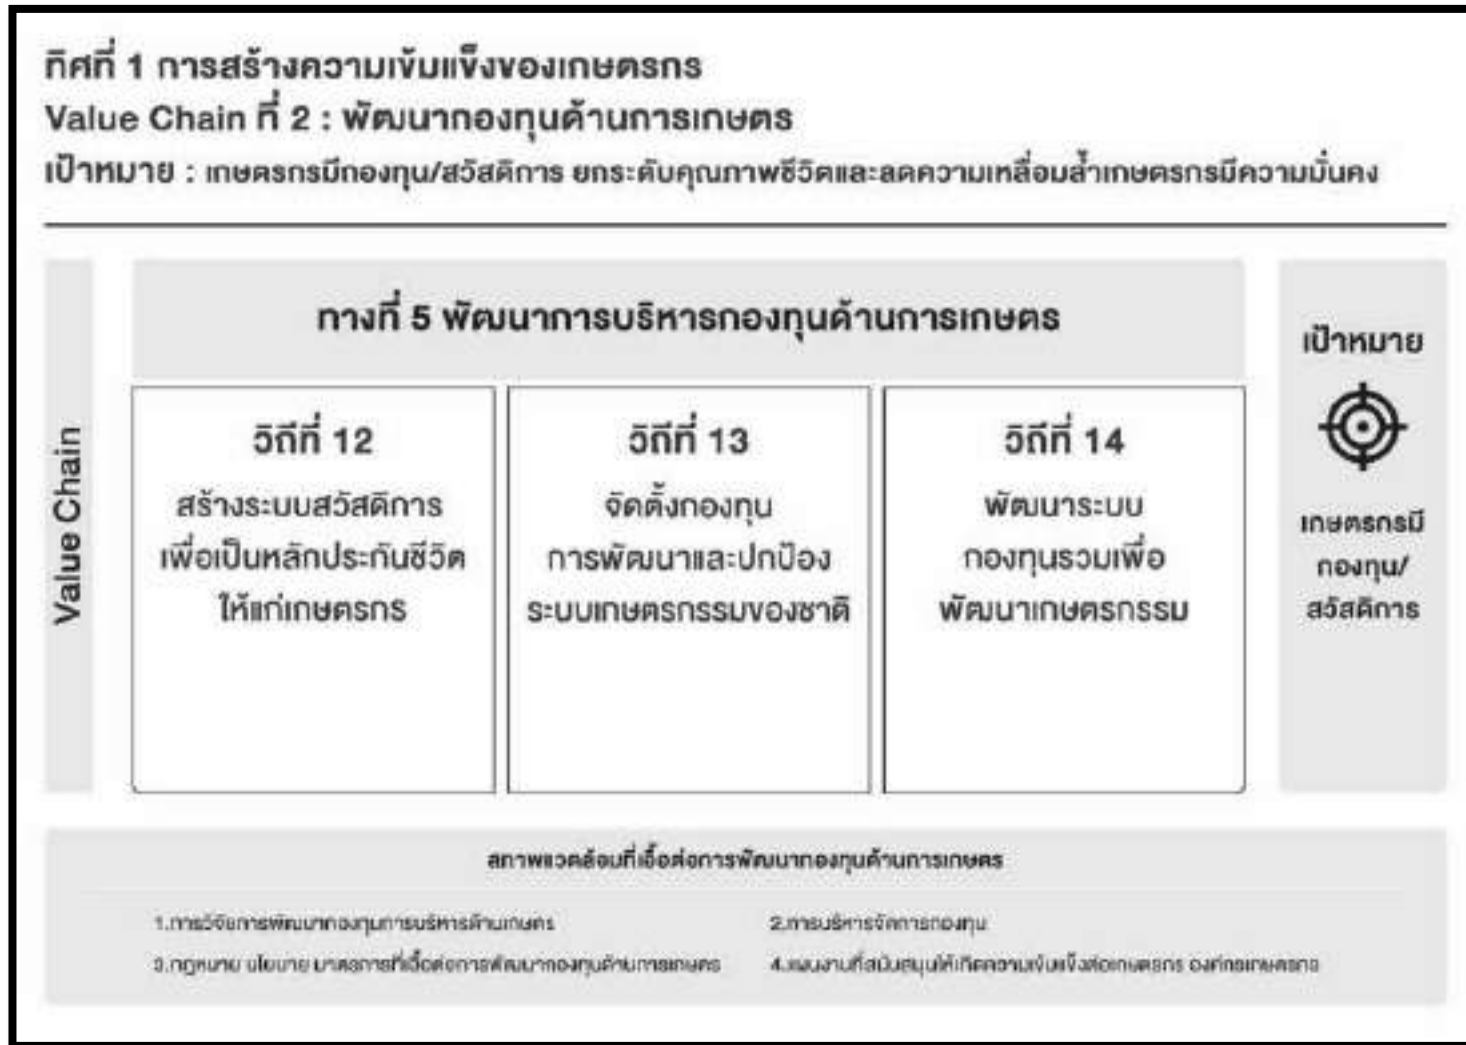 ทิศที่ 1 การสร้างความเข้มแข็งของเกษตรกร
Value Chain ที่ 2 : พัฒนากองทุนด้านการเกษตร
เป้าหมาย : เกษตรกรมีกองทุน/สวัสดิการ ยกระดับคุณภาพชีวิตและลดความเหลื่อมล้ำเกษตรกรมีความมั่นคง
Value Chain
ทางที่ 5 พัฒนาการบริหารกองทุนด้านการเกษตร
วิถีที่ 12
สร้างระบบสวัสดิการ
เพื่อเป็นหลักประกันชีวิต
ให้แก่เกษตรกร
วิถีที่ 13
จัดตั้งกองทุน
การพัฒนาและปกป้อง
ระบบเกษตรกรรมของชาติ
วิถีที่ 14
พัฒนาระบบ
กองทุนรวมเพื่อ
พัฒนาเกษตรกรรม
เป้าหมาย
เกษตรกรมี
กองทุน/
สวัสดิการ
สภาพแวดล้อมที่เอื้อต่อการพัฒนากองทุนด้านการเกษตร
1.การวิจัยการพัฒนากองทุนการบริหารด้านเกษตร
2.การบริหารจัดการกองทุน
3.กฎหมาย นโยบาย มาตรการที่เอื้อต่อการพัฒนากองทุนด้านการเกษตร
4.แผนงานที่สนับสนุนให้เกิดความเข้มแข็งต่อเกษตรกร องค์กรเกษตรกร